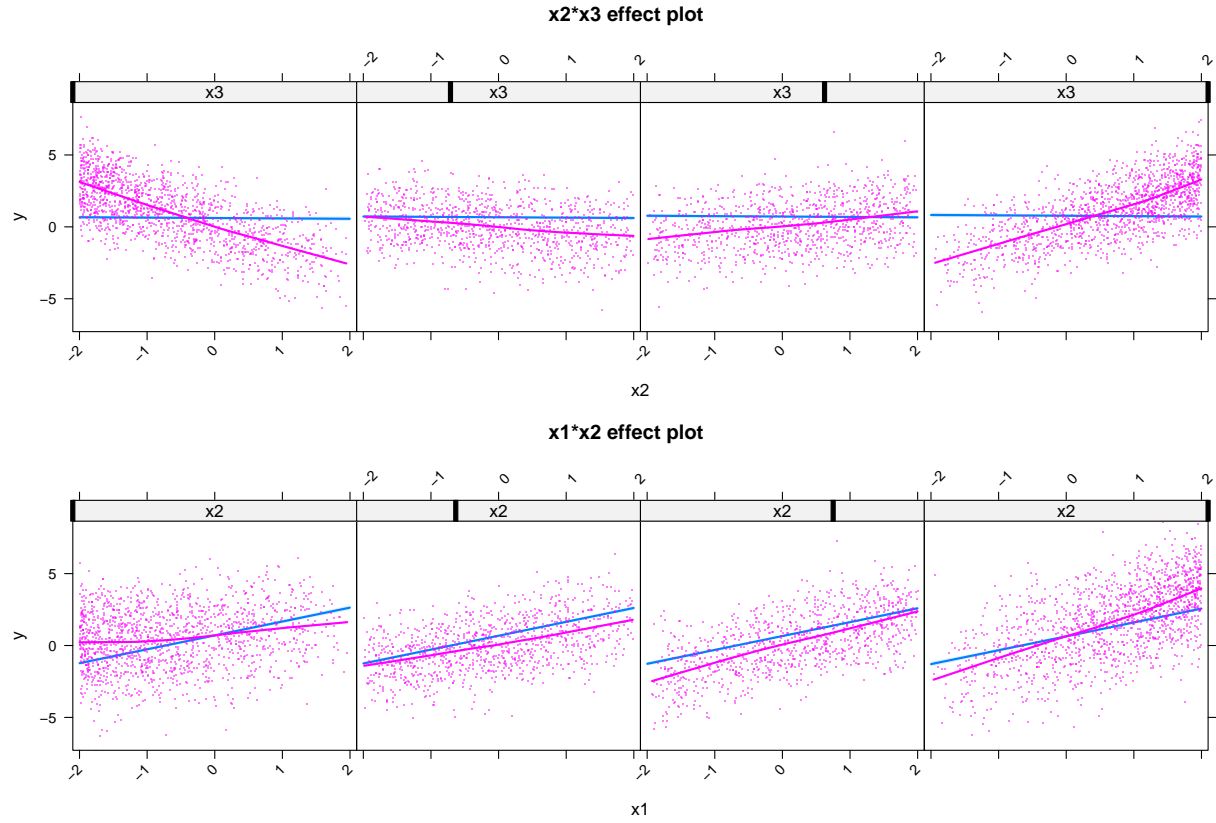 x2*x3 effect plot
-2 -1 0 1 2 -2 -1 0 1 2
x3 x3 x3 x3
5
0
-5
y
-2 -1 0 1 2 -2 -1 0 1 2
x2
x1*x2 effect plot
-2 -1 0 1 2 -2 -1 0 1 2
x2 x2 x2 x2
5
0
-5
y
-2 -1 0 1 2 -2 -1 0 1 2
x1